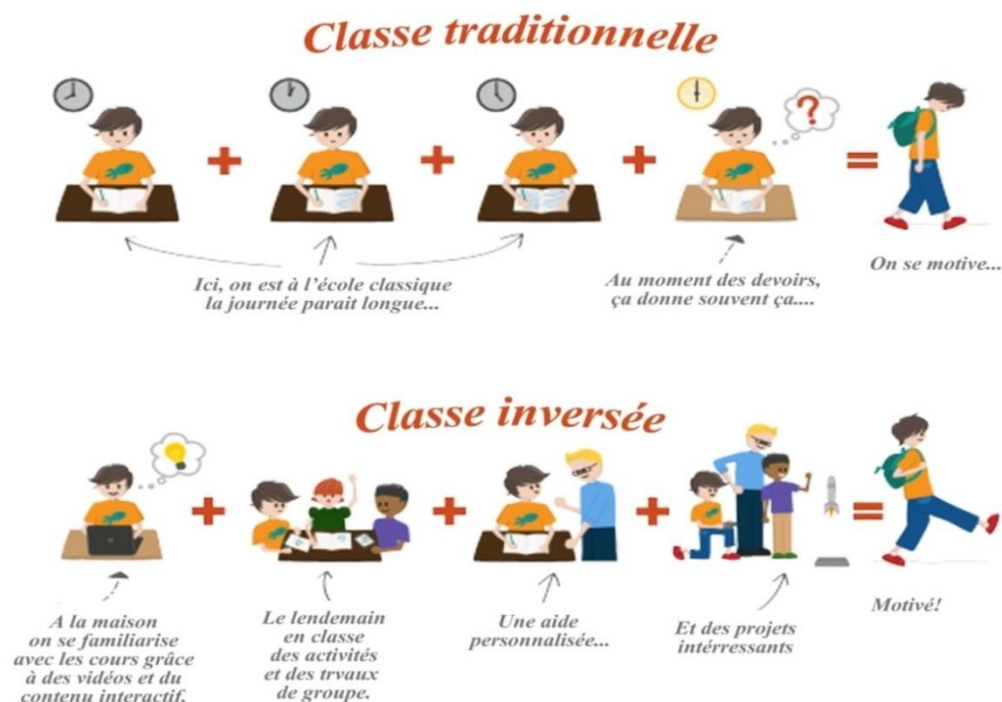 Classe traditionnelle
?
Ici, on est à l'école classique
la journée parait longue...
Au moment des devoirs,
ça donne souvent ça....
On se motive...
Classe inversée
A la maison
on se familiarise
avec les cours grâce
à des vidéos et du
contenu interactif.
Le lendemain
en classe
des activités
et des trvaux
de groupe.
Une aide
personnalisée...
Et des projets
intérressants
Motivé!